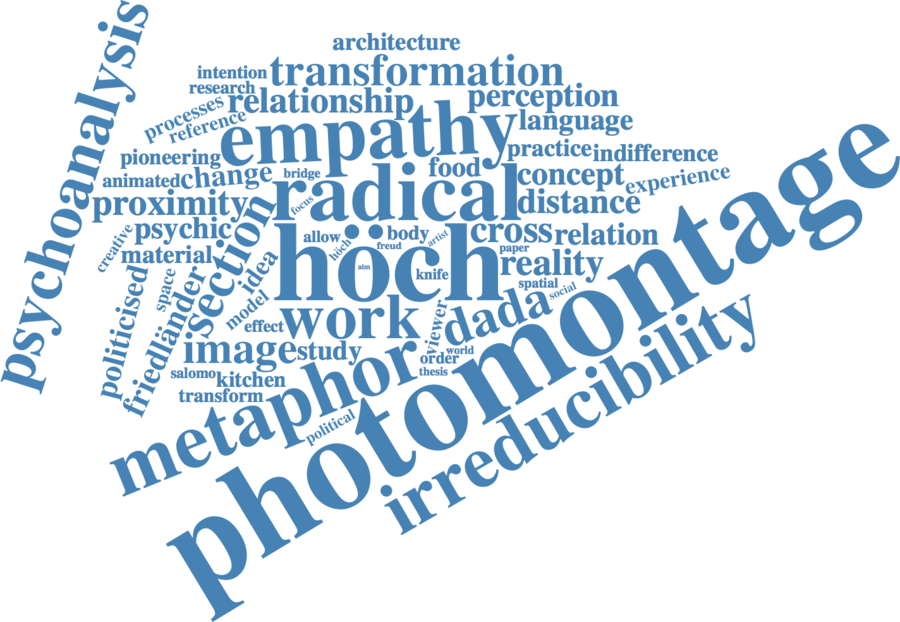 architecture
intention
transformation
research
processes
relationship
perception
reference
empathy
language
pioneering
practice
indifference
animated
change
bridge
food
concept
experience
proximity
focus
radical
distance
creative
psychic
allow
höch
body
freud
artist
cross
relation
material
section
höch
aim
knife
paper
reality
psychoanalysis
space
idea
spatial
social
politicised
friedländer
model
effect
work
viewer
dada
image
study
order
world
thesis
salomo
kitchen
transform
metaphor
political
photomontage
irreducibility